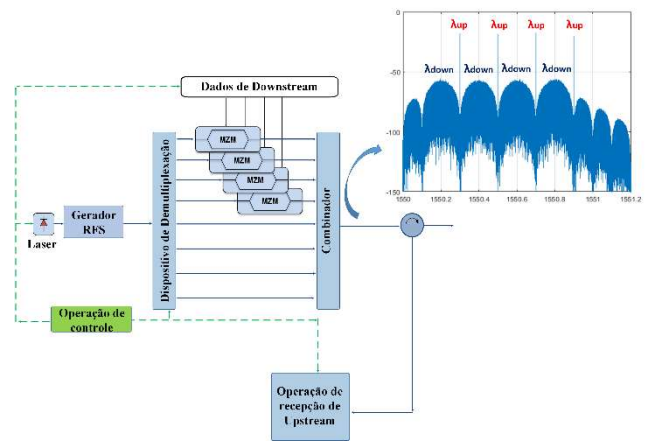 0
λup λup λup λup
-50
λdown λdown λdown λdown
-100
-150
1550 1550.2 1550.4 1550.6 1550.8 1551 1551.2
Dados de Downstream
MZM
MZM
MZM
MZM
Dispositivo de Demultiplexação
Combinador
Gerador
RFS
Laser
Operação de
controle
Operação de
recepção de
Upstream